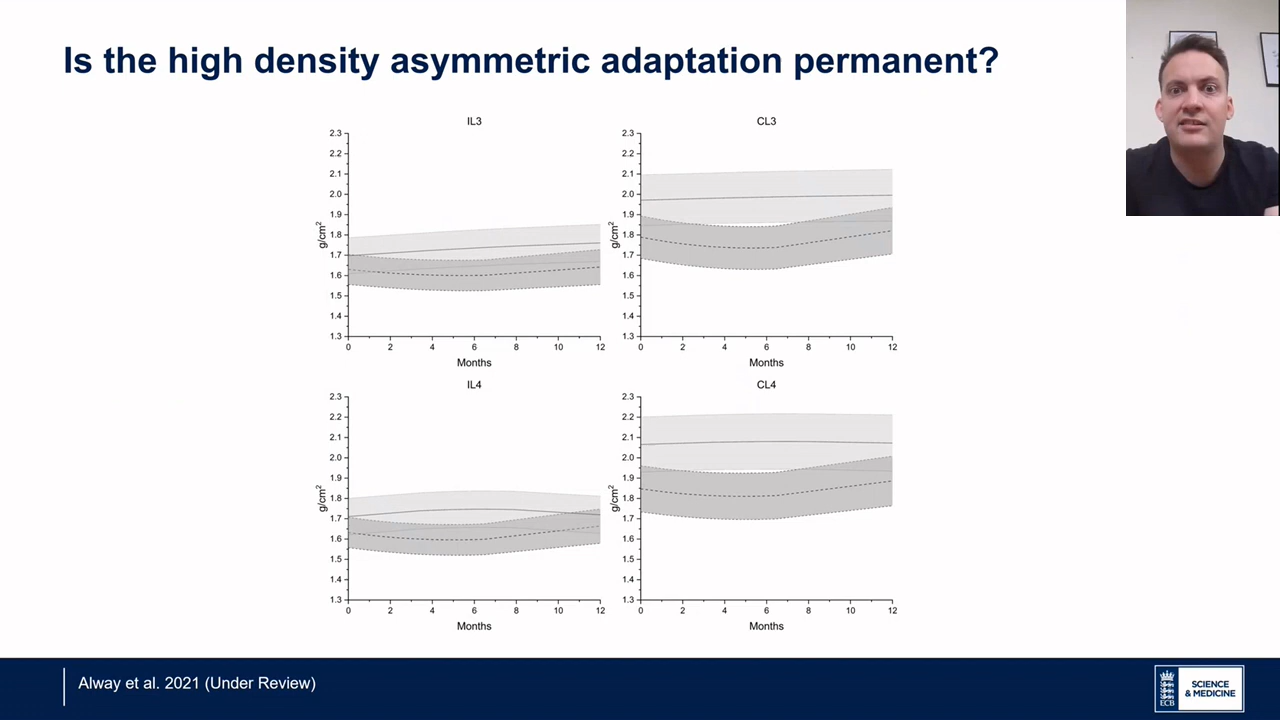 Is the high density asymmetric adaptation permanent?
IL3
2.3
2.2
2.1
2.0
1.9
1.8
1.7
1.6
1.5
1.4
1.3
g/cm²
0 2 4 6 8 10 12
Months
CL3
2.3
2.2
2.1
2.0
1.9
1.8
1.7
1.6
1.5
1.4
1.3
g/cm²
0 2 4 6 8 10 12
Months
IL4
2.3
2.2
2.1
2.0
1.9
1.8
1.7
1.6
1.5
1.4
1.3
g/cm²
0 2 4 6 8 10 12
Months
CL4
2.3
2.2
2.1
2.0
1.9
1.8
1.7
1.6
1.5
1.4
1.3
g/cm²
0 2 4 6 8 10 12
Months
Alway et al. 2021 (Under Review)
ECB
SCIENCE
& MEDICINE